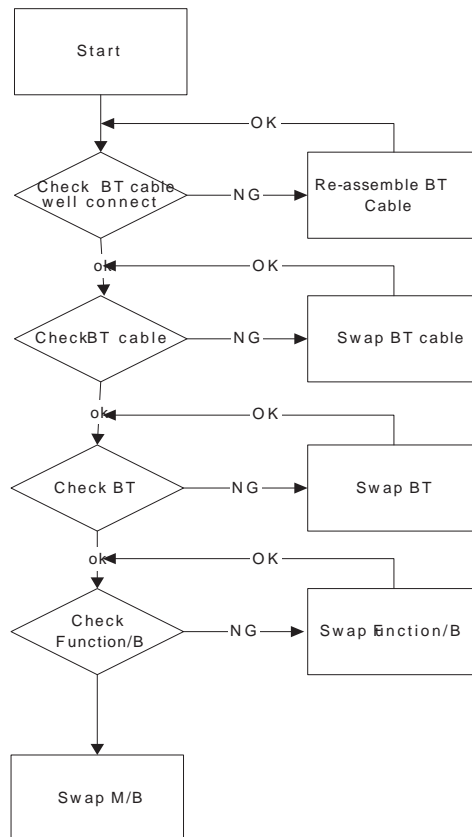 Start
OK
Check BT cable
well connect
NG
Re-assemble BT
Cable
ok
OK
CheckBT cable
NG
Swap BT cable
ok
OK
Check BT
NG
Swap BT
ok
OK
Check
Function/B
NG
Swap Function/B
Swap M/B